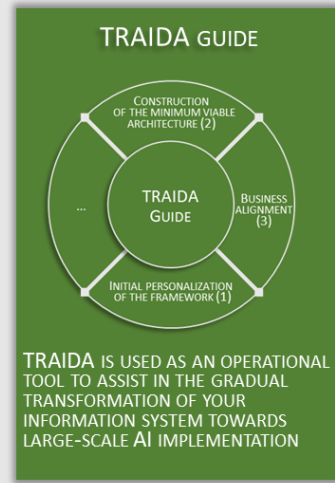 TRAIDA GUIDE
CONSTRUCTION
OF THE MINIMUM VIABLE
ARCHITECTURE (2)
TRAIDA
GUIDE
...
BUSINESS
ALIGNMENT
(3)
INITIAL PERSONALIZATION
OF THE FRAMEWORK (1)
TRAIDA IS USED AS AN OPERATIONAL
TOOL TO ASSIST IN THE GRADUAL
TRANSFORMATION OF YOUR
INFORMATION SYSTEM TOWARDS
LARGE-SCALE AI IMPLEMENTATION